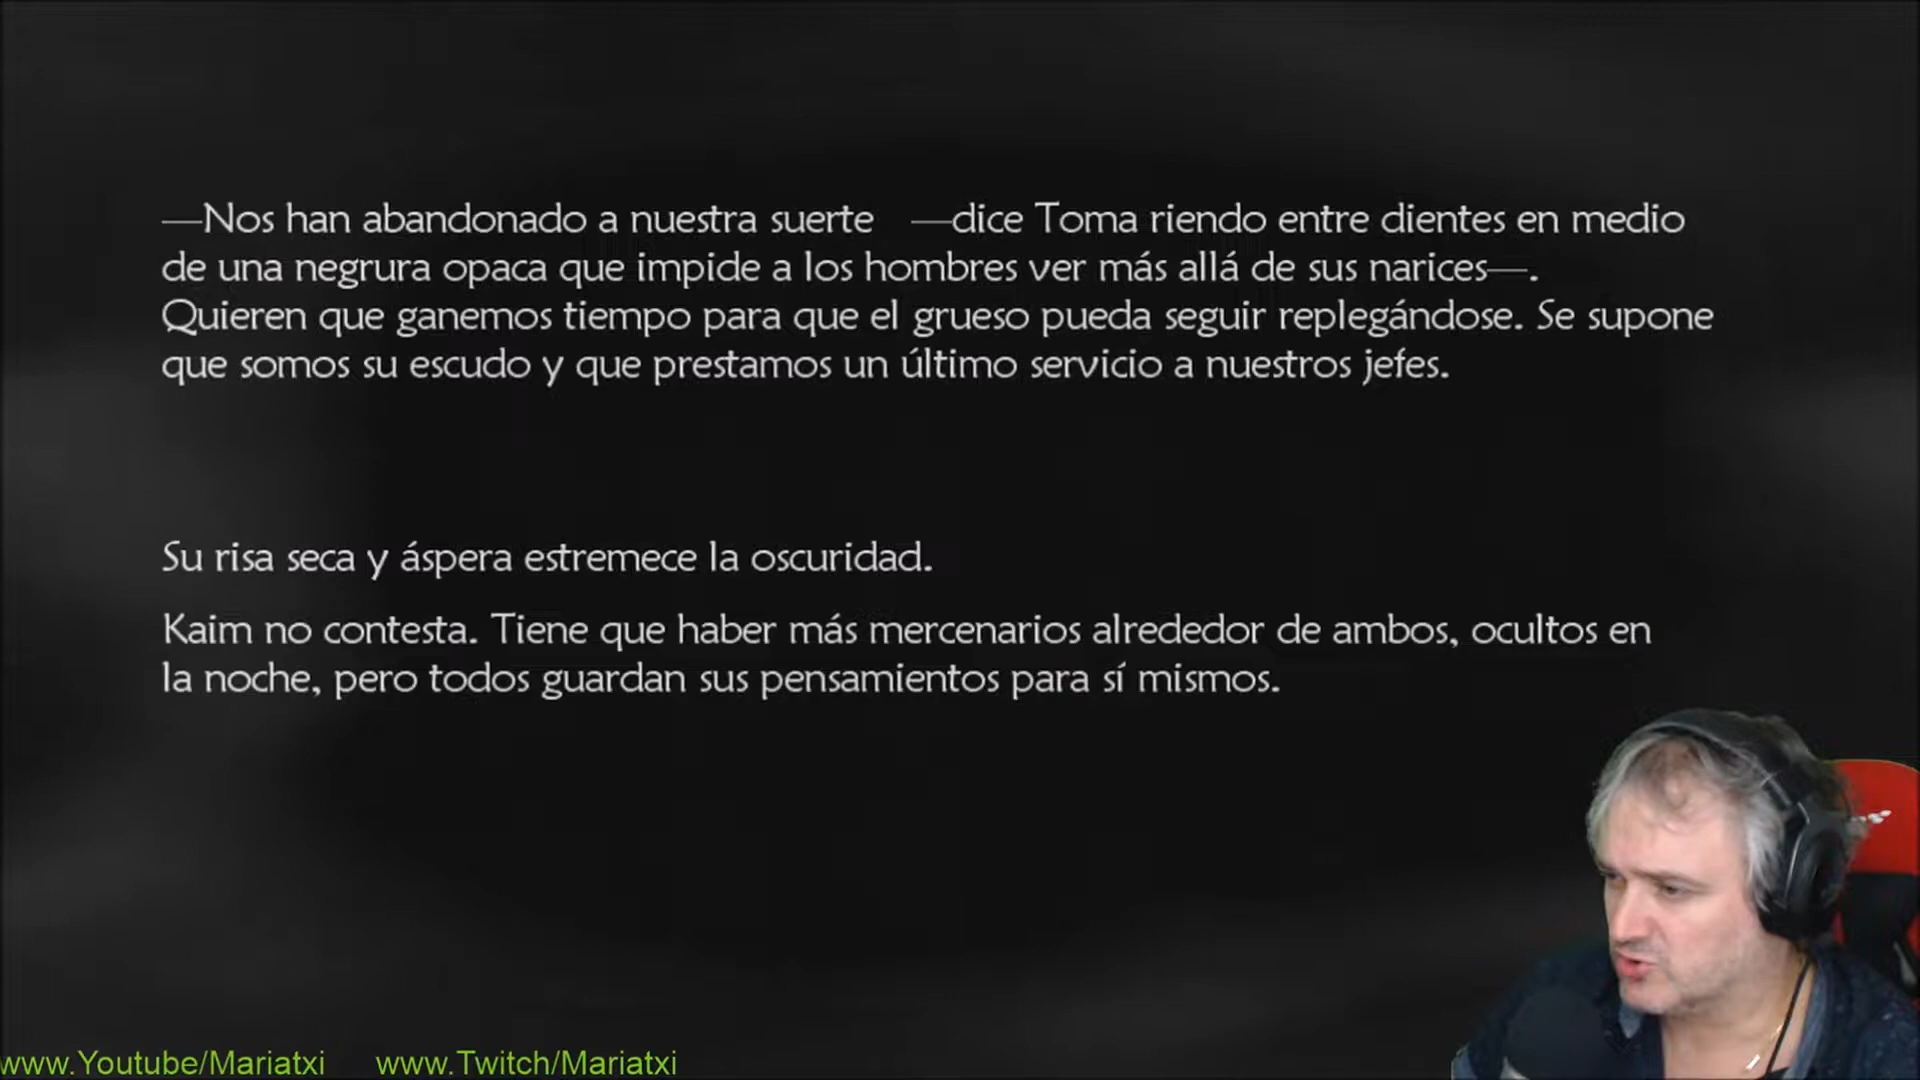 —Nos han abandonado a nuestra suerte —dice Toma riendo entre dientes en medio
de una negrura opaca que impide a los hombres ver más allá de sus narices—.
Quieren que ganemos tiempo para que el grueso pueda seguir replegándose. Se supone
que somos su escudo y que prestamos un último servicio a nuestros jefes.
Su risa seca y áspera estremece la oscuridad.
Kaim no contesta. Tiene que haber más mercenarios alrededor de ambos, ocultos en
la noche, pero todos guardan sus pensamientos para sí mismos.
www.Youtube/Mariatxi www.Twitch/Mariatxi